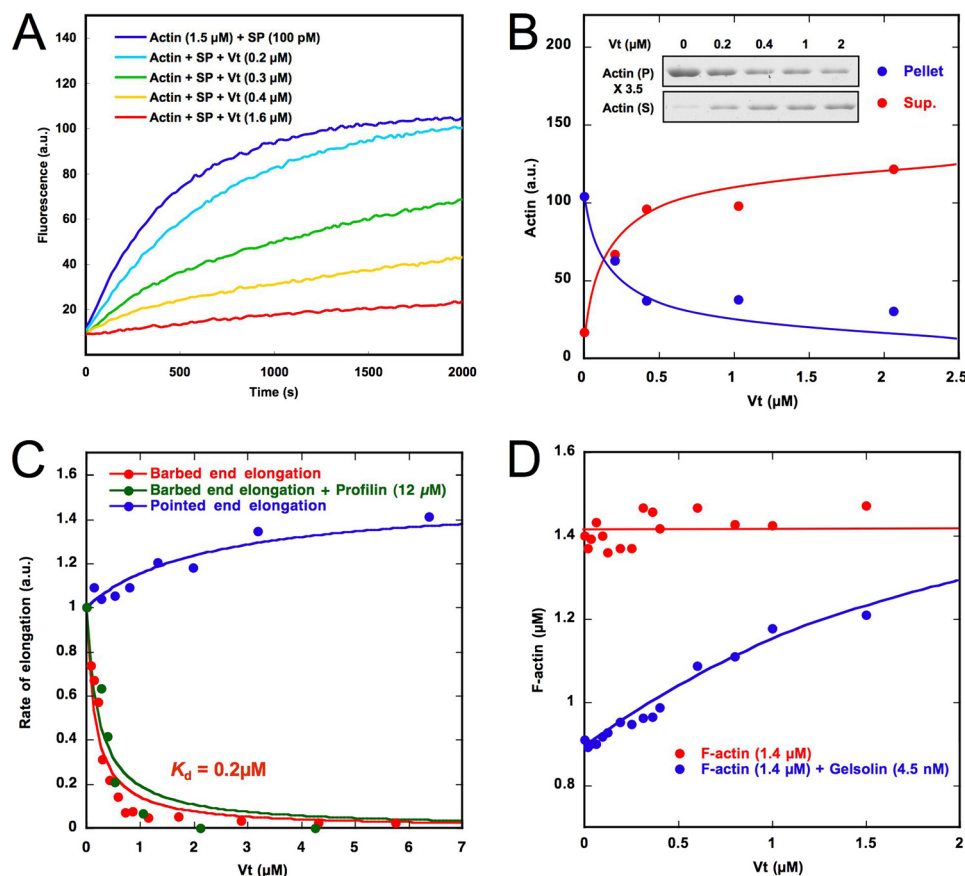 A
140
120
100
80
60
40
20
Fluorescence (a.u.)
Actin (1.5 µM) + SP (100 pM)
Actin + SP + Vt (0.2 µM)
Actin + SP + Vt (0.3 µM)
Actin + SP + Vt (0.4 µM)
Actin + SP + Vt (1.6 µM)
0 500 1000 1500 2000
Time (s)
B
200
150
100
50
0
Actin (a.u.)
Vt (µM) 0 0.2 0.4 1 2
Actin (P)
X 3.5
Actin (S)
Pellet
Sup.
0 0.5 1 1.5 2 2.5
Vt (µM)
C
1.6
1.4
1.2
1
0.8
0.6
0.4
0.2
0
Rate of elongation (a.u.)
Barbed end elongation
Barbed end elongation + Profilin (12 µM)
Pointed end elongation
Kd = 0.2µM
0 1 2 3 4 5 6 7
Vt (µM)
D
1.6
1.4
1.2
1
0.8
F-actin (µM)
F-actin (1.4 µM)
F-actin (1.4 µM) + Gelsolin (4.5 nM)
0 0.5 1 1.5 2
Vt (µM)